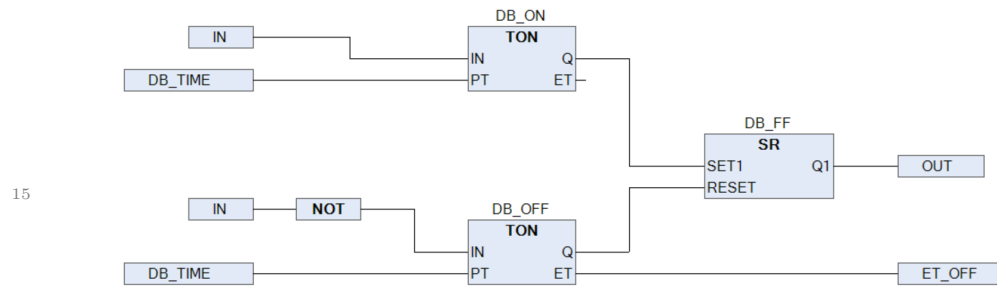 DB_ON
IN
TON
IN Q
DB_TIME
PT ET
DB_FF
SR
SET1 Q1
OUT
RESET
15
IN
NOT
DB_OFF
TON
IN Q
DB_TIME
PT ET
ET_OFF